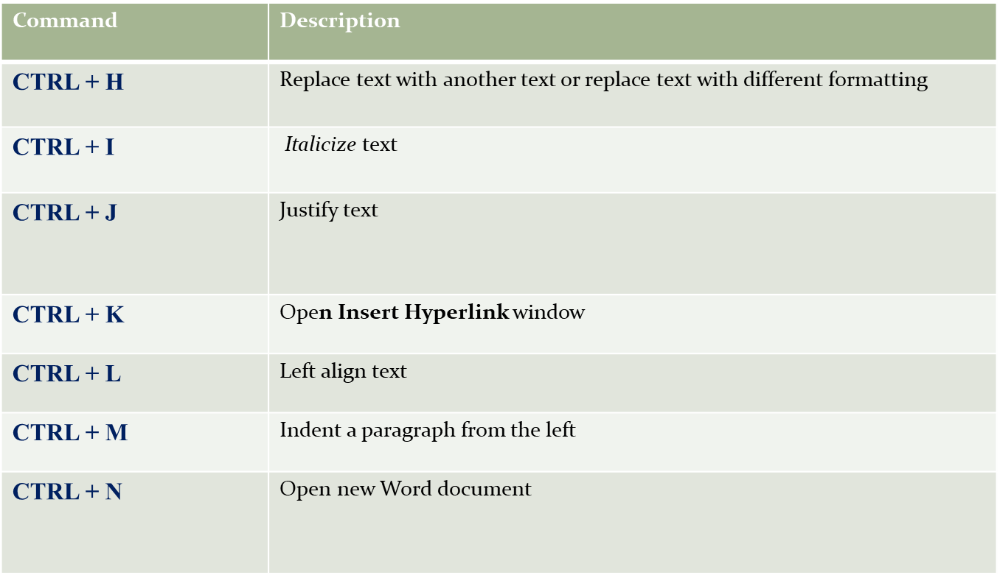 Command Description
CTRL + H Replace text with another text or replace text with different formatting
CTRL + I Italicize text
CTRL + J Justify text
CTRL + K Open Insert Hyperlink window
CTRL + L Left align text
CTRL + M Indent a paragraph from the left
CTRL + N Open new Word document